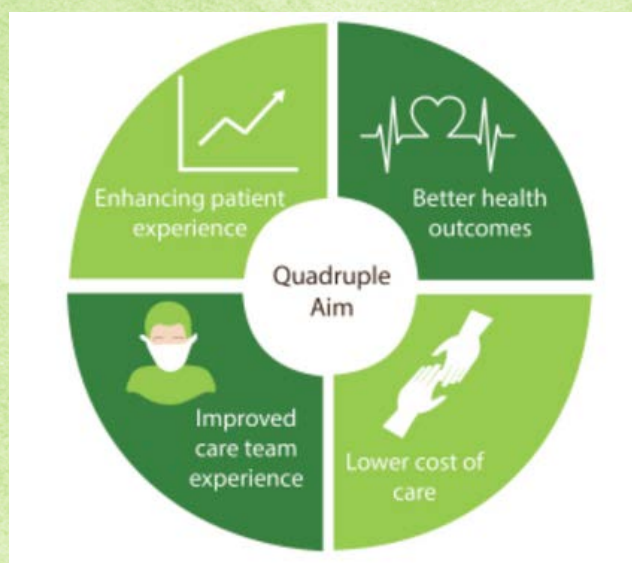 Enhancing patient
experience
Better health
outcomes
Quadruple
Aim
Improved
care team
experience
Lower cost of
care